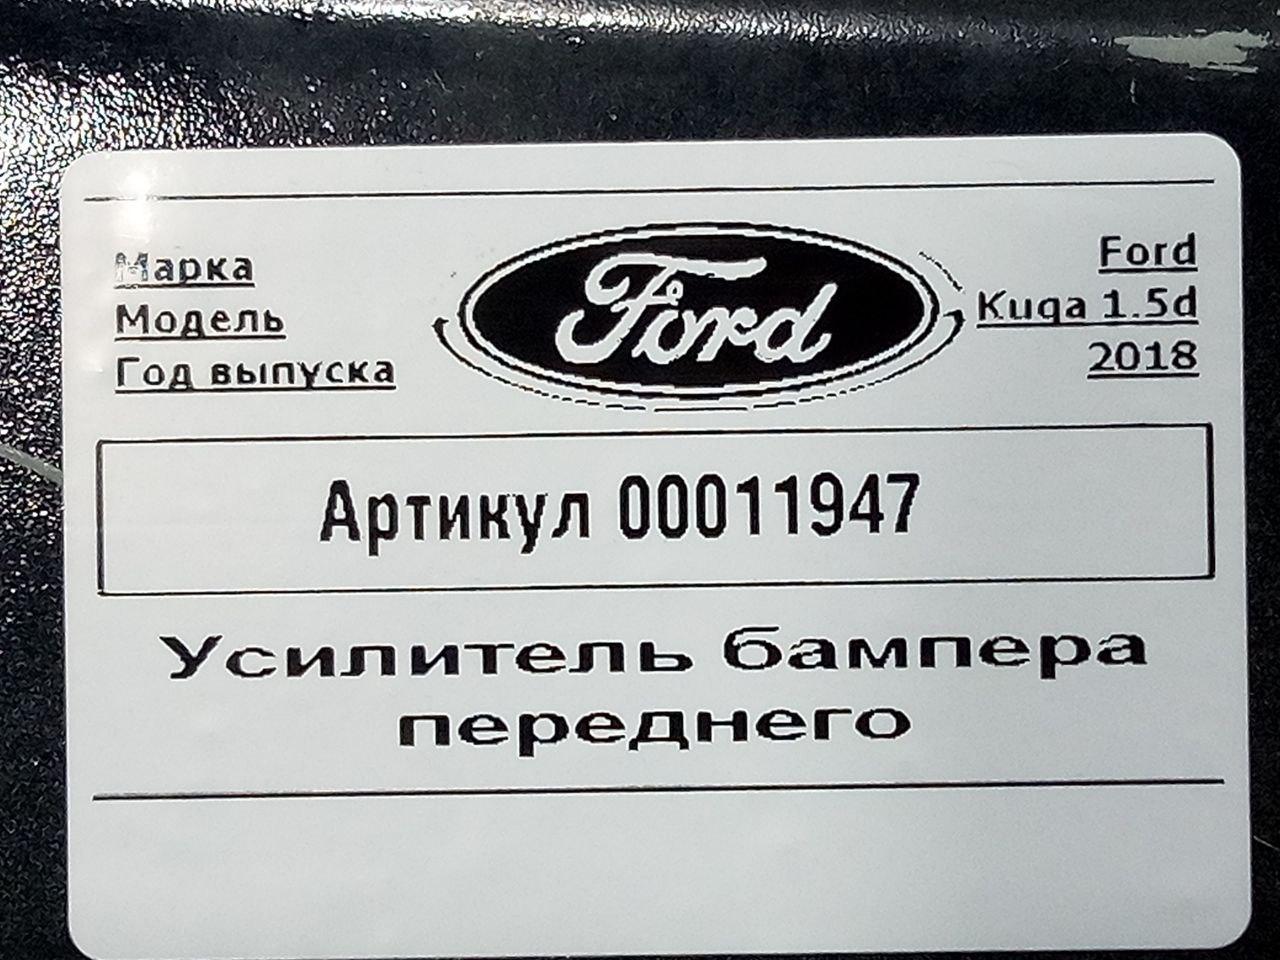 Марка Ford Ford
Модель Kuga 1.5d
Год выпуска 2018
Артикул 00011947
Усилитель бампера
переднего